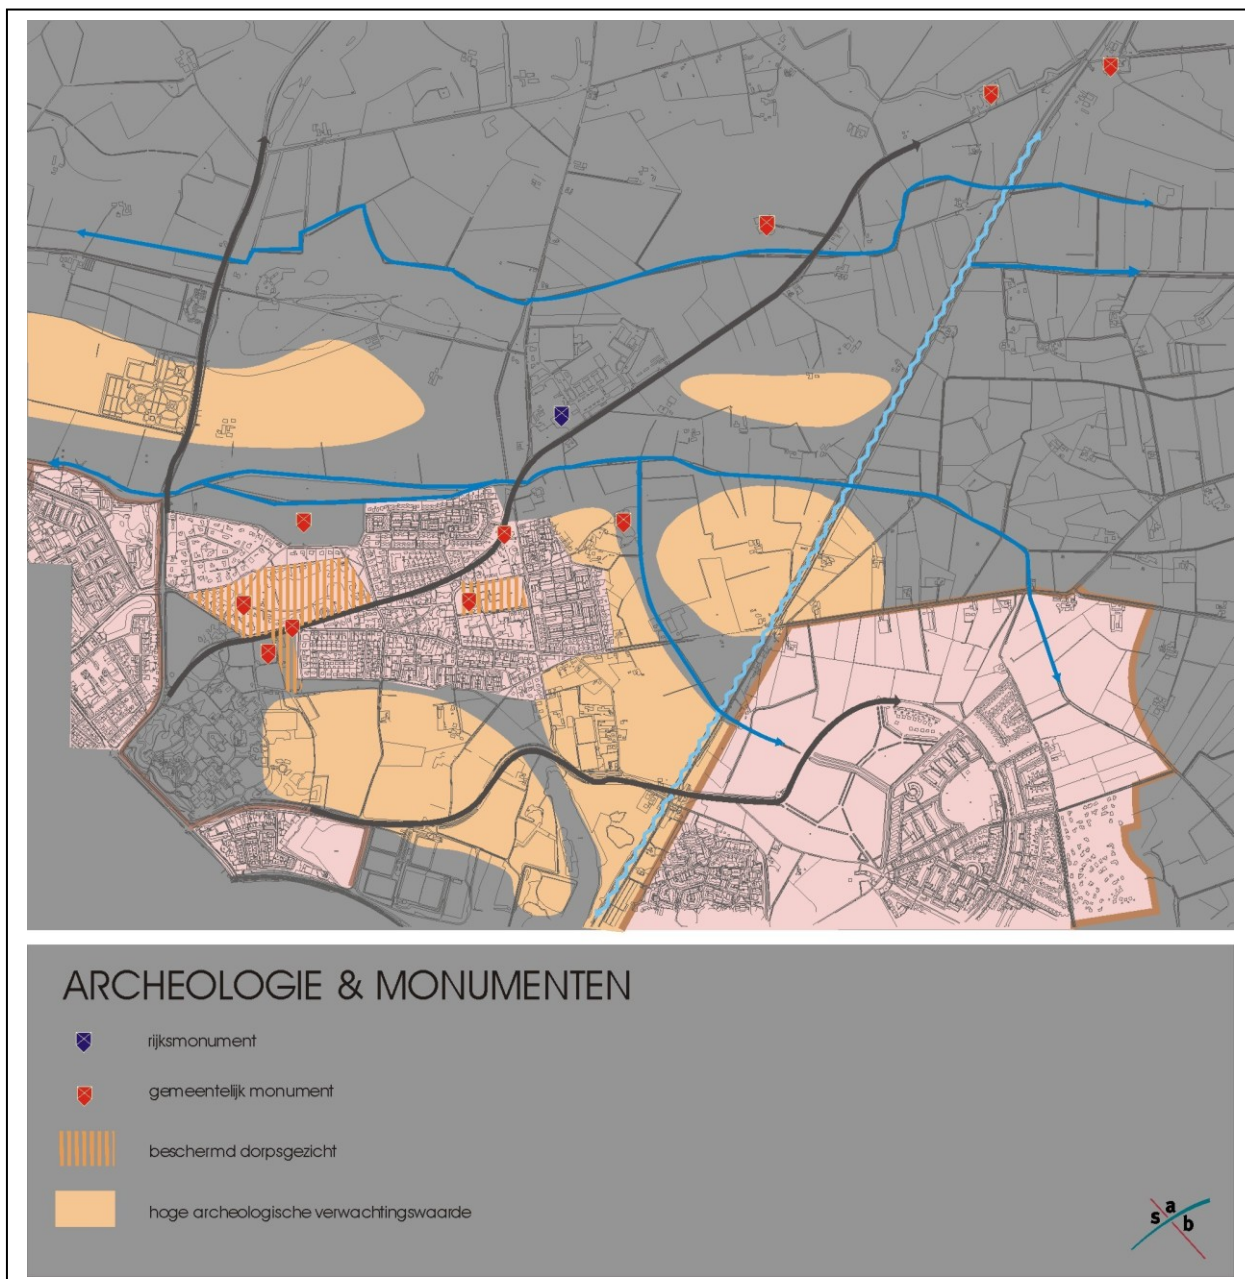 ARCHEOLOGIE & MONUMENTEN
rijksmonument
gemeentelijk monument
beschermd dorpsgezicht
hoge archeologische verwachtingswaarde
s a b